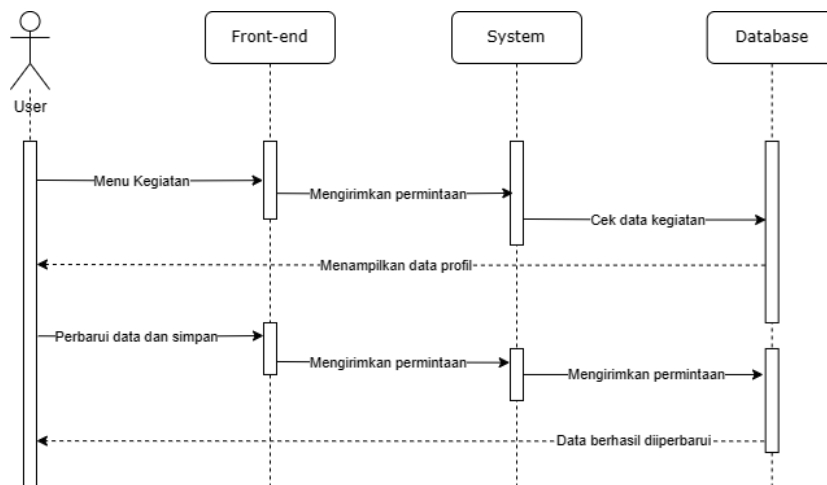 Front-end
System
Database
User
Menu Kegiatan
Mengirimkan permintaan
Cek data kegiatan
Menampilkan data profil
Perbarui data dan simpan
Mengirimkan permintaan
Mengirimkan permintaan
Data berhasil diiperbarui